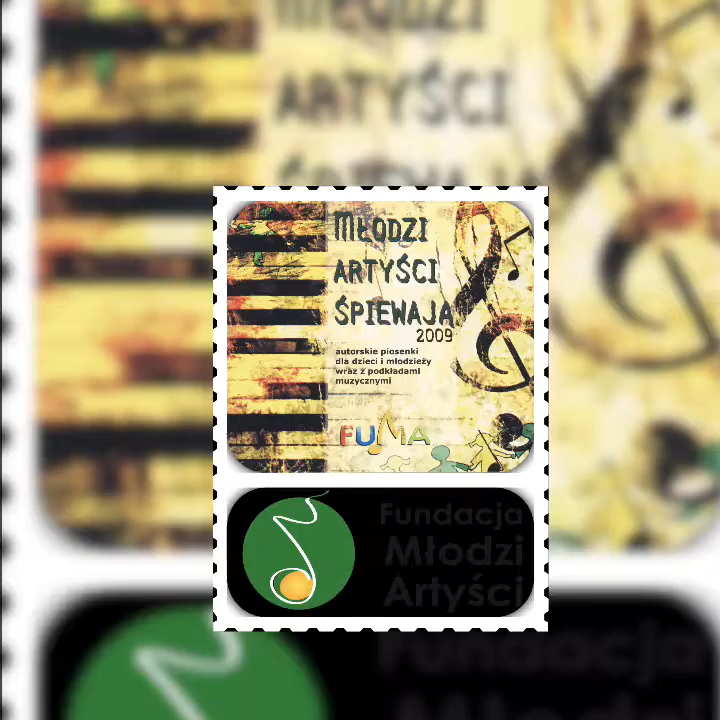 MŁODZI
ARTYŚCI
ŚPIEWAJĄ
2009
autorskie piosenki
dla dzieci i młodzieży
wraz z podkładami
muzycznymi
FUMA
Fundacja
Młodzi
Artyści